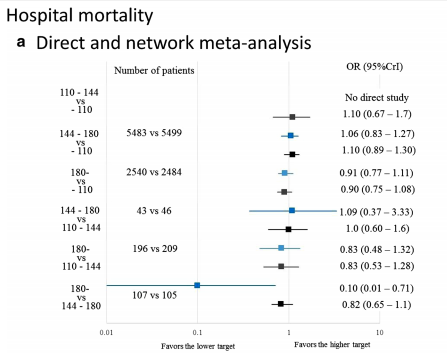 Hospital mortality
a Direct and network meta-analysis
Number of patients
OR (95%CrI)
110 - 144
vs
- 110
No direct study
1.10 (0.67 – 1.7)
144 - 180
vs
- 110
5483 vs 5499
1.06 (0.83 – 1.27)
1.10 (0.89 – 1.30)
180-
vs
- 110
2540 vs 2484
0.91 (0.77 – 1.11)
0.90 (0.75 – 1.08)
144 - 180
vs
110 - 144
43 vs 46
1.09 (0.37 – 3.33)
1.0 (0.60 – 1.6)
180-
vs
110 - 144
196 vs 209
0.83 (0.48 – 1.32)
0.83 (0.53 – 1.28)
180-
vs
144 - 180
107 vs 105
0.10 (0.01 – 0.71)
0.82 (0.65 – 1.1)
0.01 0.1 1 10
Favors the lower target Favors the higher target